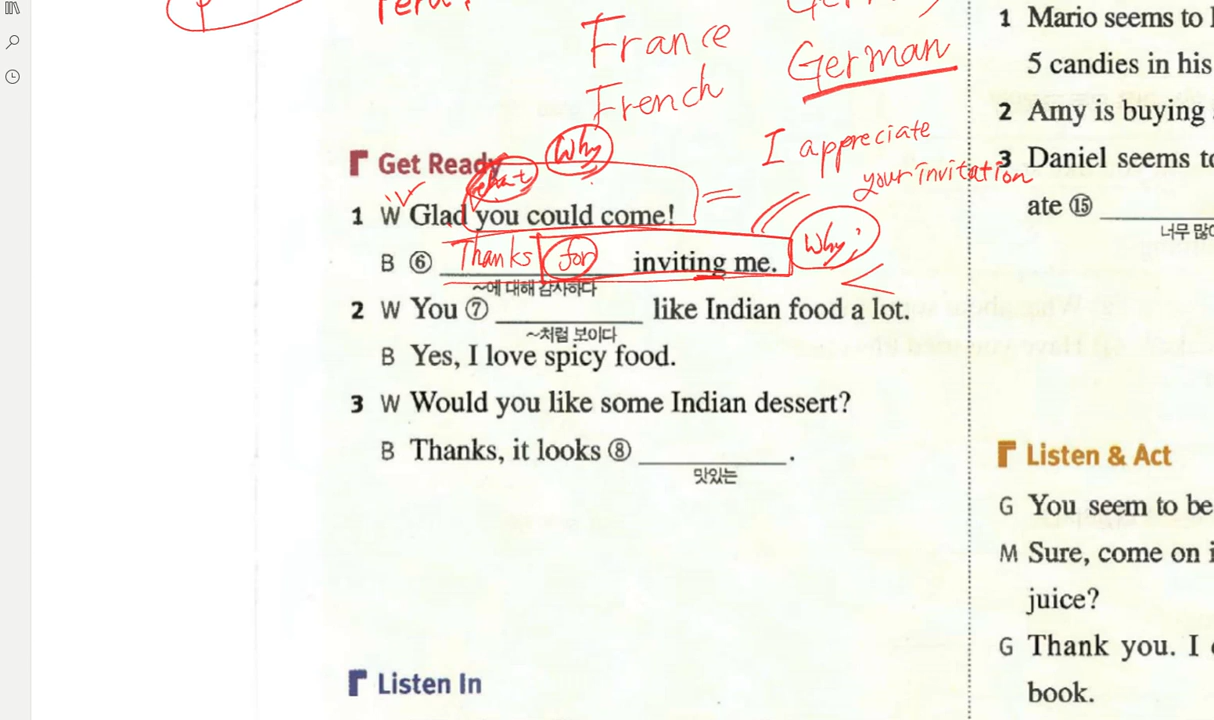 France
French
German
I appreciate
your invitation
Get Ready
Why
that
1 W Glad you could come!
B ⑥ Thanks for inviting me.
Why?
~에 대해 감사하다
2 W You ⑦ ________ like Indian food a lot.
~처럼 보이다
B Yes, I love spicy food.
3 W Would you like some Indian dessert?
B Thanks, it looks ⑧ ________.
맛있는
Listen In
1 Mario seems to
5 candies in his
2 Amy is buying
3 Daniel seems to
ate ⑮ ________
너무 많
Listen & Act
G You seem to be
M Sure, come on
juice?
G Thank you. I
book.